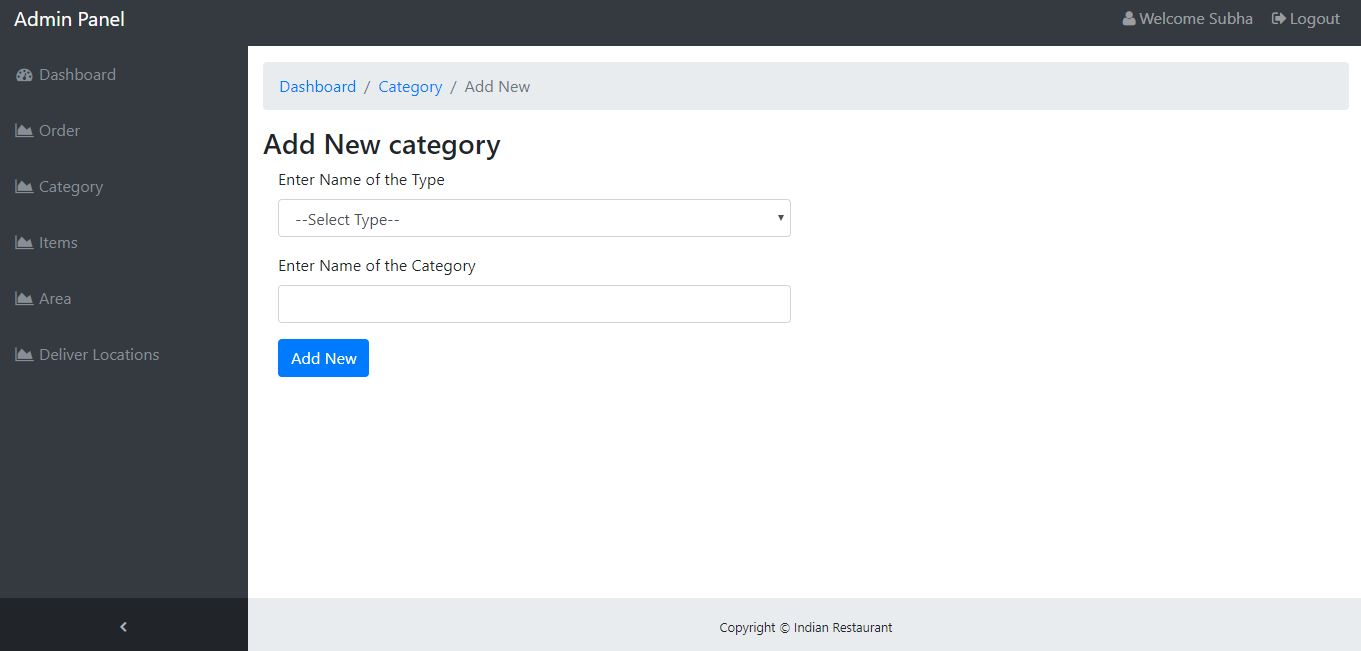 Admin Panel
Welcome Subha
Logout
Dashboard
Order
Category
Items
Area
Deliver Locations
Dashboard / Category / Add New
Add New category
Enter Name of the Type
--Select Type--
Enter Name of the Category
Add New
Copyright © Indian Restaurant